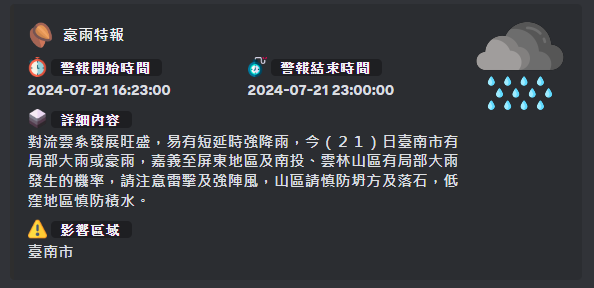 豪雨特報
警報開始時間 警報結束時間
2024-07-21 16:23:00 2024-07-21 23:00:00
詳細內容
對流雲系發展旺盛，易有短延時強降雨，今（２１）日臺南市有
局部大雨或豪雨，嘉義至屏東地區及南投、雲林山區有局部大雨
發生的機率，請注意雷擊及強陣風，山區請慎防坍方及落石，低
窪地區請慎防積水。
影響區域
臺南市